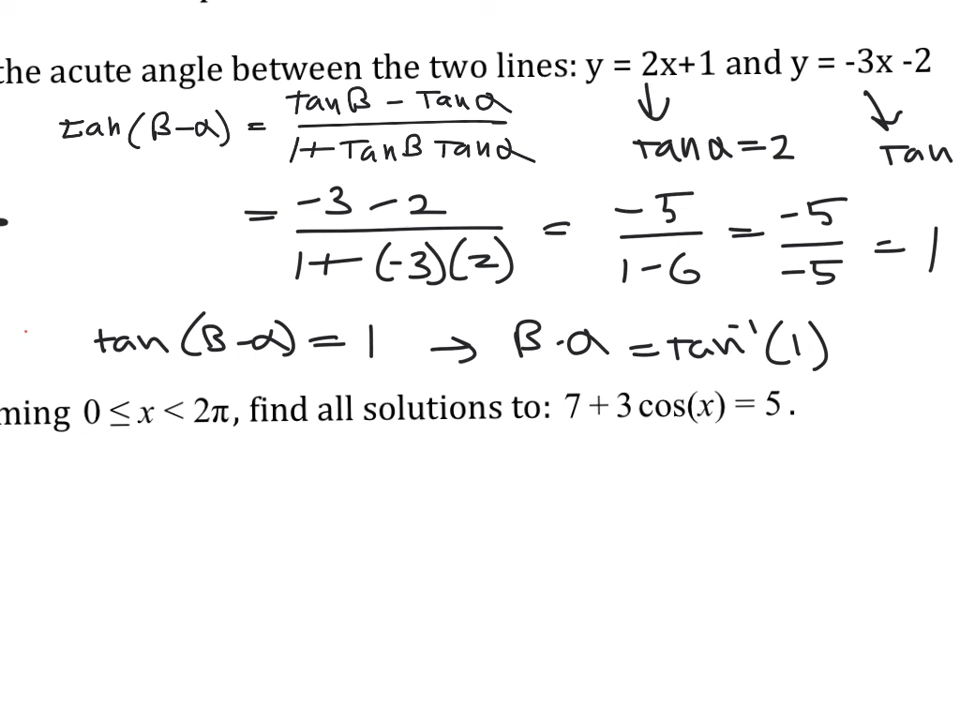 the acute angle between the two lines: y = 2x+1 and y = -3x -2
tan(β-α) = (tanβ - Tanα)/(1+TanβTanα) ↓ ↘
tanα=2 Tan
= (-3-2)/(1+(-3)(2)) = -5/(1-6) = -5/-5 = 1
tan(β-α) = 1 → β-α = tan⁻¹(1)
ming 0 ≤ x < 2π, find all solutions to: 7 + 3 cos(x) = 5.